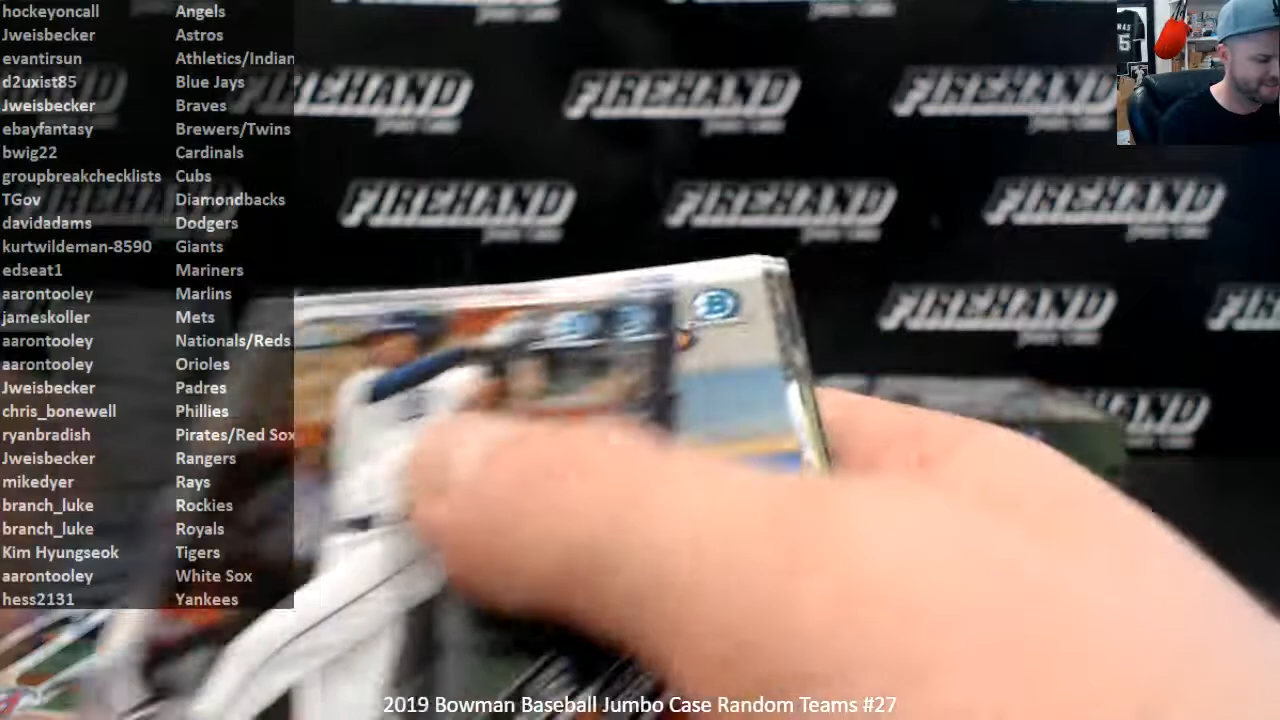 hockeyoncall Angels
Jweisbecker Astros
evantirsun Athletics/Indian
d2uxist85 Blue Jays
Jweisbecker Braves
ebayfantasy Brewers/Twins
bwig22 Cardinals
groupbreakchecklists Cubs
TGov Diamondbacks
davidadams Dodgers
kurtwildeman-8590 Giants
edseat1 Mariners
aarontooley Marlins
jameskoller Mets
aarontooley Nationals/Reds
aarontooley Orioles
Jweisbecker Padres
chris_bonewell Phillies
ryanbradish Pirates/Red Sox
Jweisbecker Rangers
mikedyer Rays
branch_luke Rockies
branch_luke Royals
Kim Hyungseok Tigers
aarontooley White Sox
hess2131 Yankees
FIREHAND FIREHAND FIREHAND
FIREHAND FIREHAND FIREHAND
FIREHAND
B
2019 Bowman Baseball Jumbo Case Random Teams #27